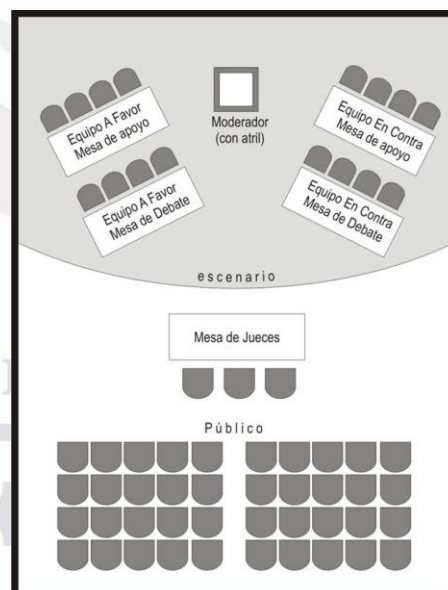 Equipo A Favor
Mesa de apoyo
Moderador
(con atril)
Equipo En Contra
Mesa de apoyo
Equipo A Favor
Mesa de Debate
Equipo En Contra
Mesa de Debate
escenario
Mesa de Jueces
Público